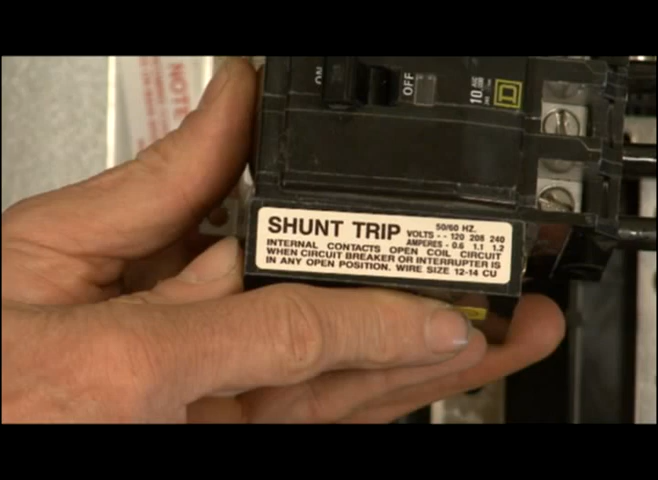 NOTE
ON
OFF
10,000
SHUNT TRIP
50/60 HZ.
VOLTS - - 120 208 240
AMPERES - 0.6 1.1 1.2
INTERNAL CONTACTS OPEN COIL CIRCUIT
WHEN CIRCUIT BREAKER OR INTERRUPTER IS
IN ANY OPEN POSITION. WIRE SIZE 12-14 CU